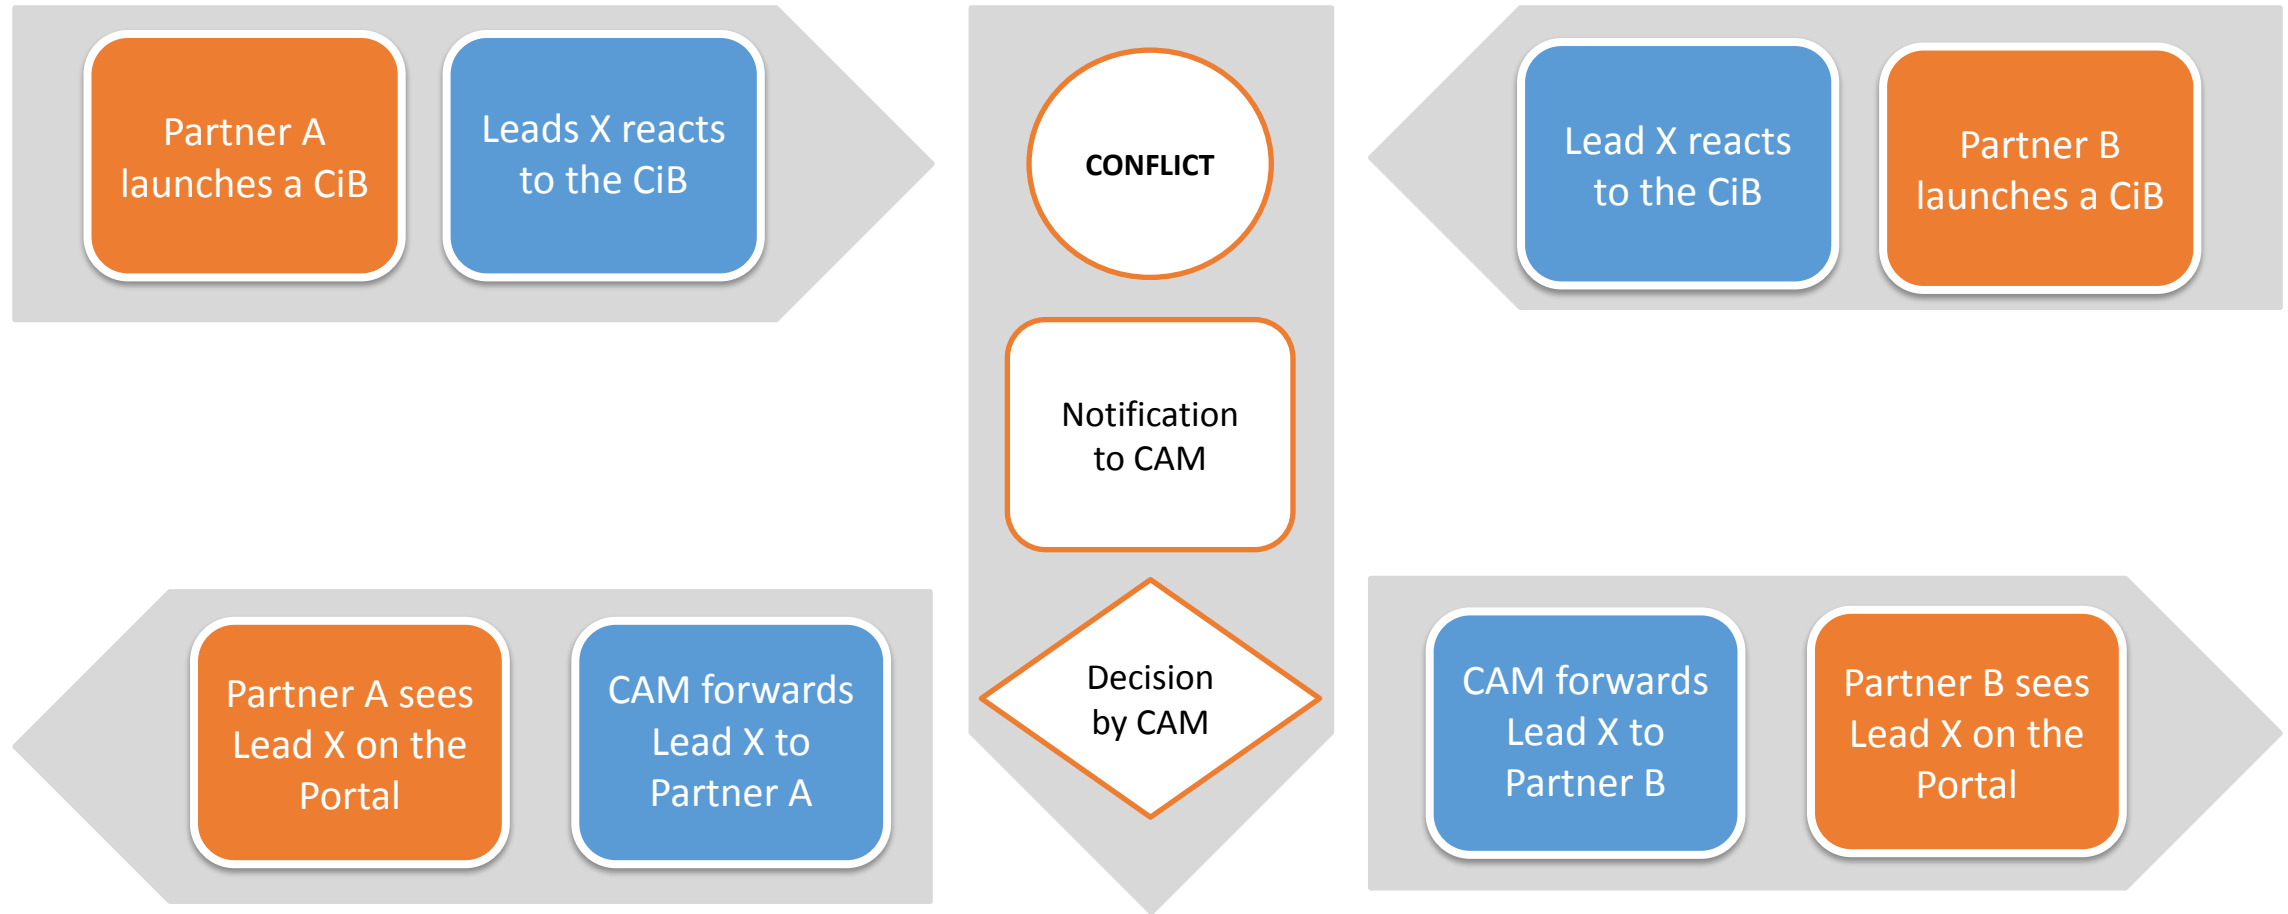 Partner A
launches a CiB
Leads X reacts
to the CiB
CONFLICT
Lead X reacts
to the CiB
Partner B
launches a CiB
Notification
to CAM
Partner A sees
Lead X on the
Portal
CAM forwards
Lead X to
Partner A
Decision
by CAM
CAM forwards
Lead X to
Partner B
Partner B sees
Lead X on the
Portal